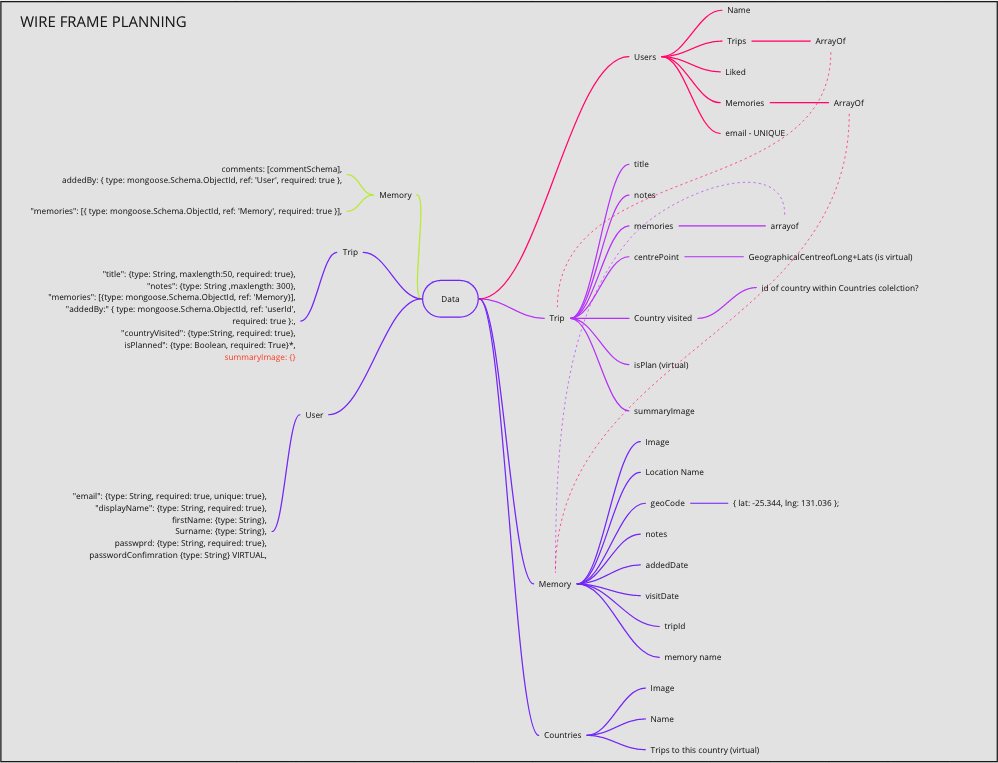 WIRE FRAME PLANNING
comments: [commentSchema],
addedBy: { type: mongoose.Schema.ObjectId, ref: 'User', required: true },
"memories": [{ type: mongoose.Schema.ObjectId, ref: 'Memory', required: true }],
Memory
Trip
"title": {type: String, maxlength:50, required: true},
"notes": {type: String ,maxlength: 300},
"memories": [{type: mongoose.Schema.ObjectId, ref: 'Memory)],
"addedBy:" { type: mongoose.Schema.ObjectId, ref: 'userId',
required: true }:,
"countryVisited": {type:String, required: true},
isPlanned": {type: Boolean, required: True}*,
summaryImage: {}
User
"email": {type: String, required: true, unique: true},
"displayName": {type: String, required: true},
firstName: {type: String},
Surname: {type: String},
passwprd: {type: String, required: true},
passwordConfimration {type: String} VIRTUAL,
Data
Users
Name
Trips
ArrayOf
Liked
Memories
ArrayOf
email - UNIQUE
Trip
title
notes
memories
arrayof
centrePoint
GeographicalCentreofLong+Lats (is virtual)
Country visited
id of country within Countries colelction?
isPlan (virtual)
summaryImage
Memory
Image
Location Name
geoCode
{ lat: -25.344, lng: 131.036 };
notes
addedDate
visitDate
tripId
memory name
Countries
Image
Name
Trips to this country (virtual)